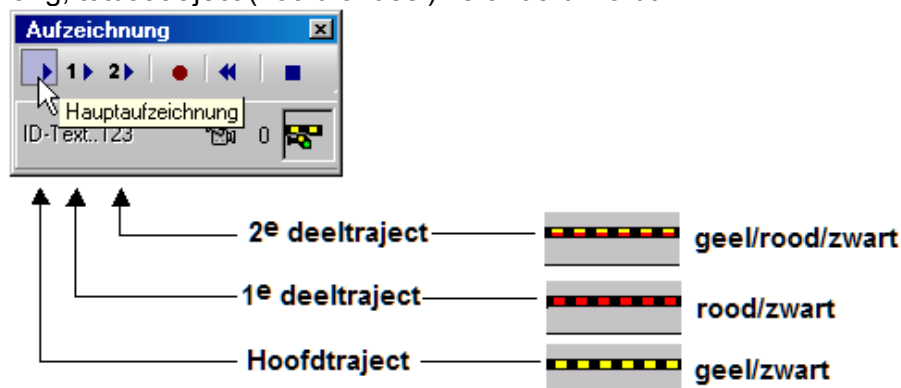 Aufzeichnung
1 2
Hauptaufzeichnung
ID-Text..123 0
2e deeltraject geel/rood/zwart
1e deeltraject rood/zwart
Hoofdtraject geel/zwart